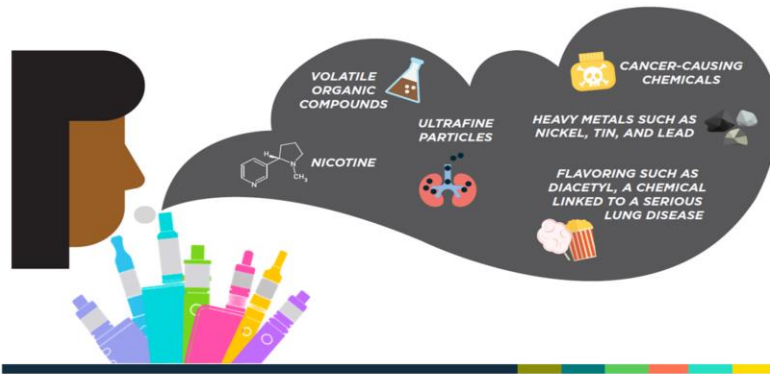 VOLATILE
ORGANIC
COMPOUNDS
CANCER-CAUSING
CHEMICALS
ULTRAFINE
PARTICLES
HEAVY METALS SUCH AS
NICKEL, TIN, AND LEAD
H
N
CH3
N
NICOTINE
FLAVORING SUCH AS
DIACETYL, A CHEMICAL
LINKED TO A SERIOUS
LUNG DISEASE